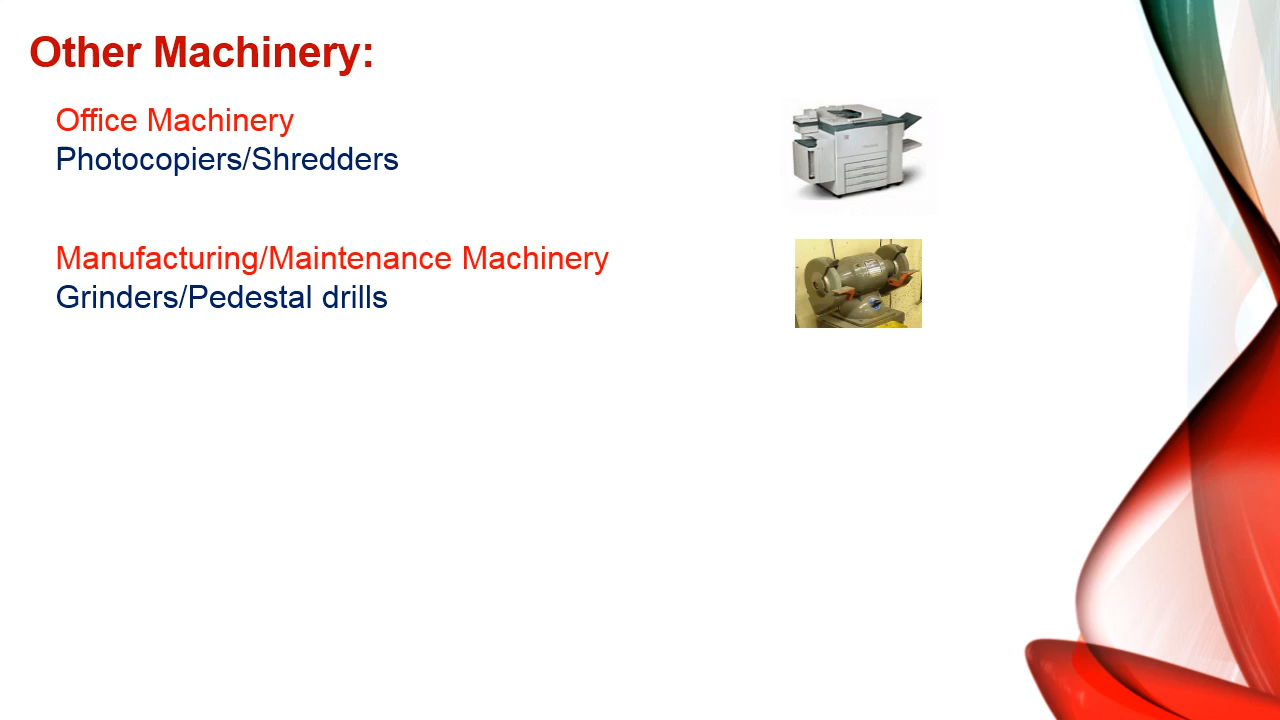 Other Machinery:
Office Machinery
Photocopiers/Shredders
Manufacturing/Maintenance Machinery
Grinders/Pedestal drills